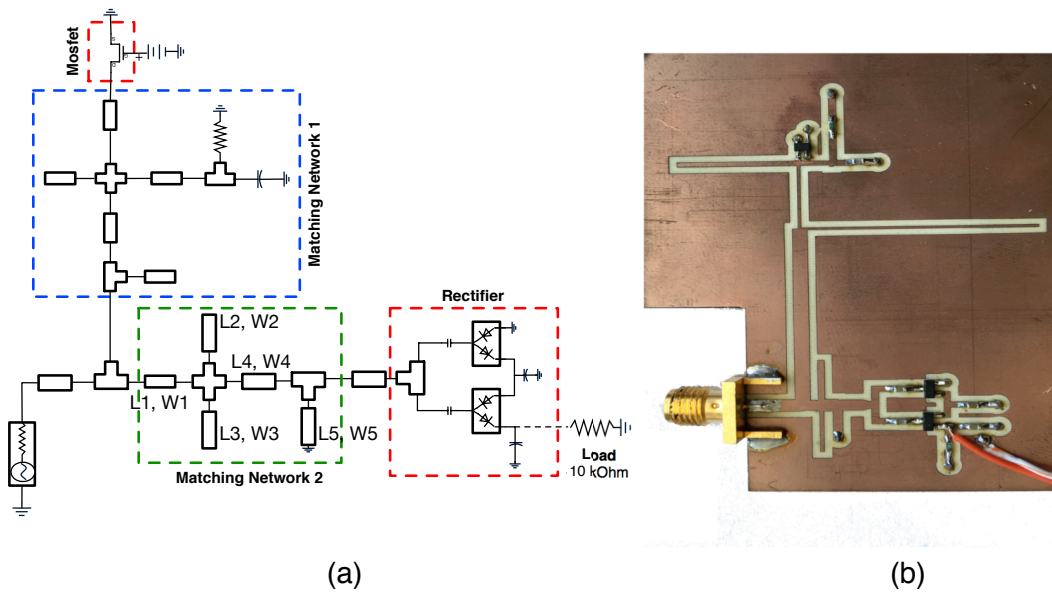 Mosfet
S
D
+
Matching Network 1
Rectifier
L2, W2
L4, W4
L1, W1
L3, W3
L5, W5
Matching Network 2
Load
10 kOhm
(a)
(b)